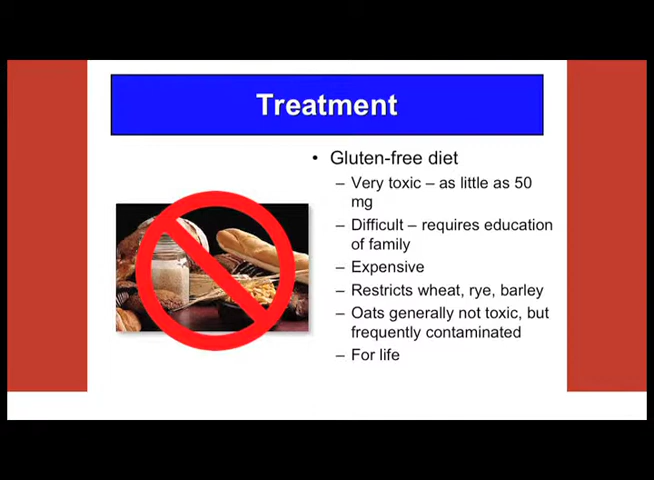 Treatment
• Gluten-free diet
– Very toxic – as little as 50
mg
– Difficult – requires education
of family
– Expensive
– Restricts wheat, rye, barley
– Oats generally not toxic, but
frequently contaminated
– For life